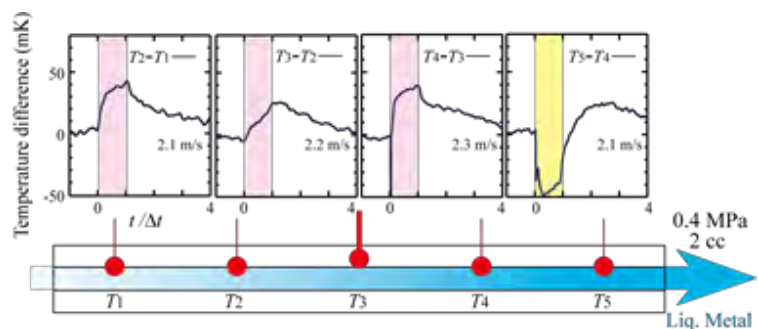 Temperature difference (mK)
50
0
-50
T2-T1
2.1 m/s
0
4
T3-T2
2.2 m/s
0
4
T4-T3
2.3 m/s
0
4
T5-T4
2.1 m/s
0
4
t/Δt
0.4 MPa
2 cc
T1
T2
T3
T4
T5
Liq. Metal